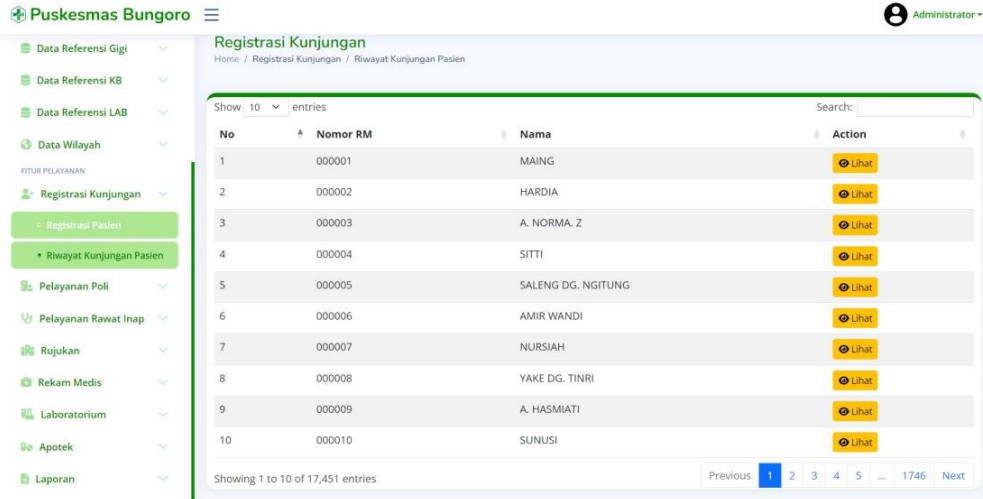 Puskesmas Bungoro
Administrator
Data Referensi Gigi
Data Referensi KB
Data Referensi LAB
Data Wilayah
FITUR PELAYANAN
Registrasi Kunjungan
Registrasi Pasien
Riwayat Kunjungan Pasien
Pelayanan Poli
Pelayanan Rawat Inap
Rujukan
Rekam Medis
Laboratorium
Apotek
Laporan
Registrasi Kunjungan
Home / Registrasi Kunjungan / Riwayat Kunjungan Pasien
Show 10 entries Search:
No Nomor RM Nama Action
1 000001 MAING Lihat
2 000002 HARDIA Lihat
3 000003 A. NORMA. Z Lihat
4 000004 SITTI Lihat
5 000005 SALENG DG. NGITUNG Lihat
6 000006 AMIR WANDI Lihat
7 000007 NURSIAH Lihat
8 000008 YAKE DG. TINRI Lihat
9 000009 A. HASMIATI Lihat
10 000010 SUNUSI Lihat
Showing 1 to 10 of 17,451 entries Previous 1 2 3 4 5 ... 1746 Next